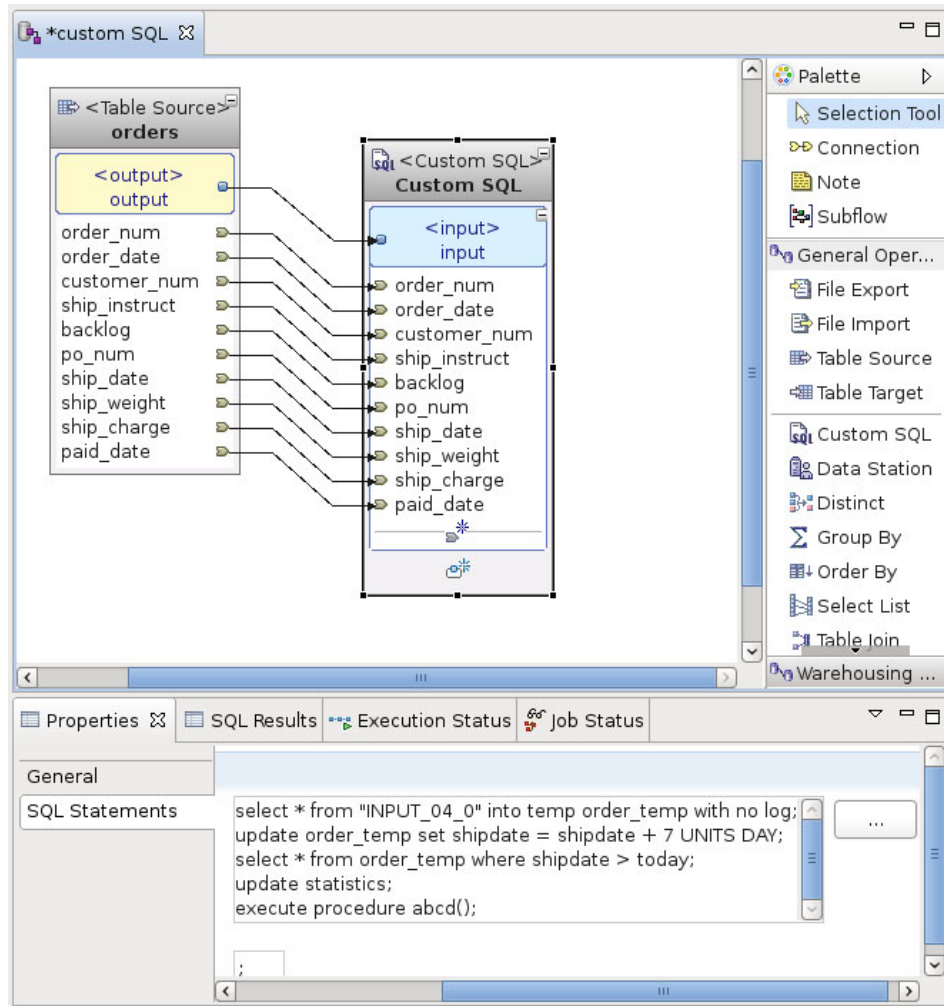 *custom SQL
<Table Source>
orders
<output>
output
order_num
order_date
customer_num
ship_instruct
backlog
po_num
ship_date
ship_weight
ship_charge
paid_date
SQL <Custom SQL>
Custom SQL
<input>
input
order_num
order_date
customer_num
ship_instruct
backlog
po_num
ship_date
ship_weight
ship_charge
paid_date
Palette
Selection Tool
Connection
Note
Subflow
General Oper...
File Export
File Import
Table Source
Table Target
SQL Custom SQL
Data Station
Distinct
Group By
Order By
Select List
Table Join
Warehousing ...
Properties
SQL Results
Execution Status
Job Status
General
SQL Statements
select * from "INPUT_04_0" into temp order_temp with no log;
update order_temp set shipdate = shipdate + 7 UNITS DAY;
select * from order_temp where shipdate > today;
update statistics;
execute procedure abcd();
...
;